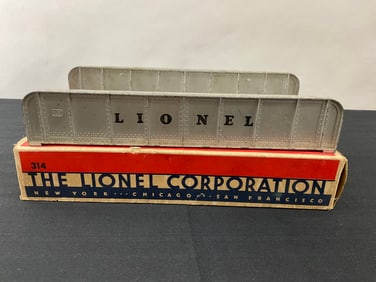 LIONEL
314
THE LIONEL CORPORATION
NEW YORK ··· CHICAGO ··· SAN FRANCISCO